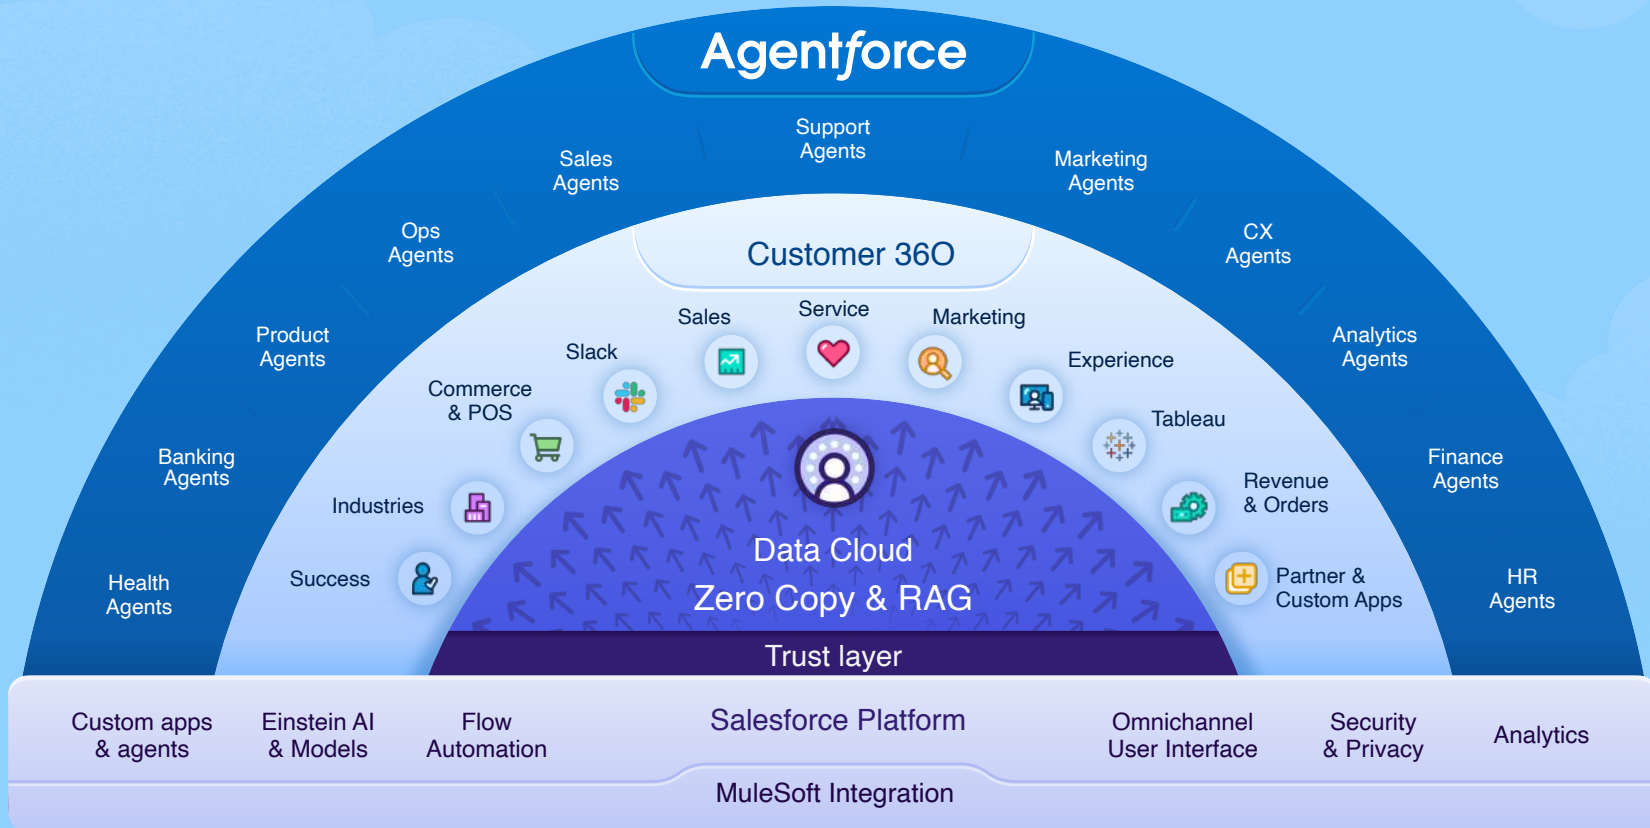 Agentforce
Support
Agents
Sales
Agents
Marketing
Agents
Ops
Agents
CX
Agents
Product
Agents
Analytics
Agents
Banking
Agents
Finance
Agents
Health
Agents
HR
Agents
Customer 360
Service
Sales
Marketing
Slack
Experience
Commerce
& POS
Tableau
Industries
Revenue
& Orders
Success
Partner &
Custom Apps
Data Cloud
Zero Copy & RAG
Trust layer
Salesforce Platform
Custom apps
& agents
Einstein AI
& Models
Flow
Automation
Omnichannel
User Interface
Security
& Privacy
Analytics
MuleSoft Integration